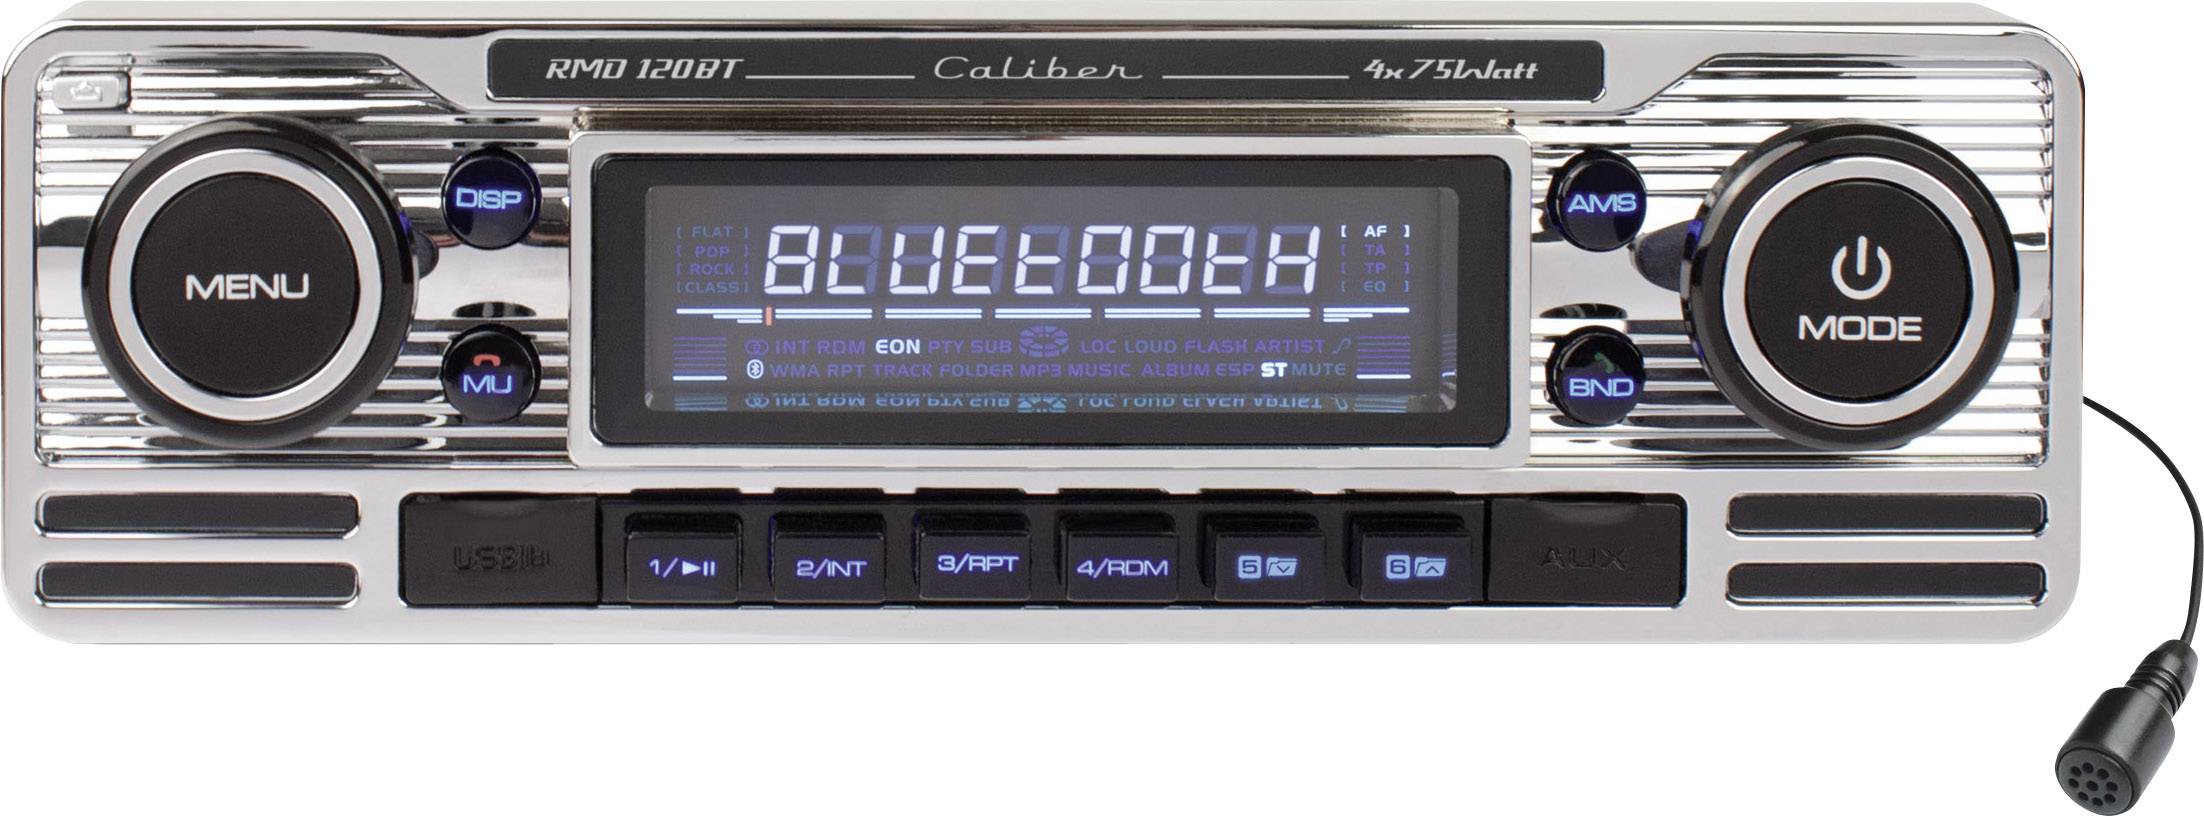 RMD 120BT Caliber 4x75Watt
DISP
AMS
MENU
MU
MODE
BND
[ FLAT ]
[ POP ]
[ ROCK ]
[ CLASS ]
BLUEtOOtH
[ AF ]
[ TA ]
[ TP ]
[ EQ ]
INT RDM EON PTY SUB LOC LOUD FLASH ARTIST
WMA RPT TRACK FOLDER MP3 MUSIC ALBUM ESP ST MUTE
USB
1/
2/INT
3/RPT
4/RDM
5
6
AUX